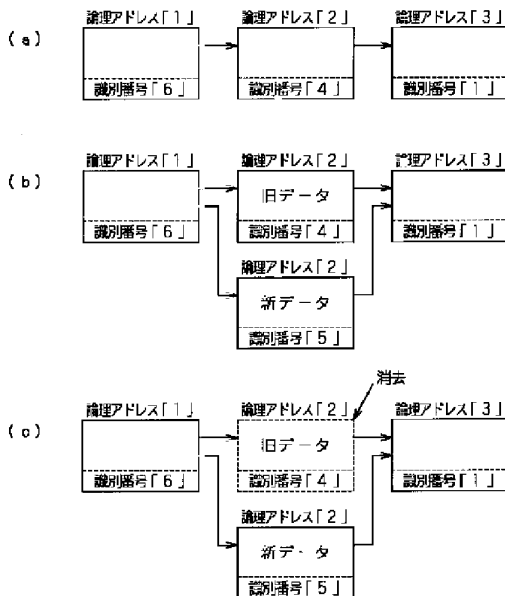 論理アドレス「1」 論理アドレス「2」 論理アドレス「3」
(a)
識別番号「6」 識別番号「4」 識別番号「1」
論理アドレス「1」 論理アドレス「2」 論理アドレス「3」
(b)
旧データ
識別番号「6」 識別番号「4」 識別番号「1」
論理アドレス「2」
新データ
識別番号「5」
消去
論理アドレス「1」 論理アドレス「2」 論理アドレス「3」
(c)
旧データ
識別番号「6」 識別番号「4」 識別番号「1」
論理アドレス「2」
新データ
識別番号「5」